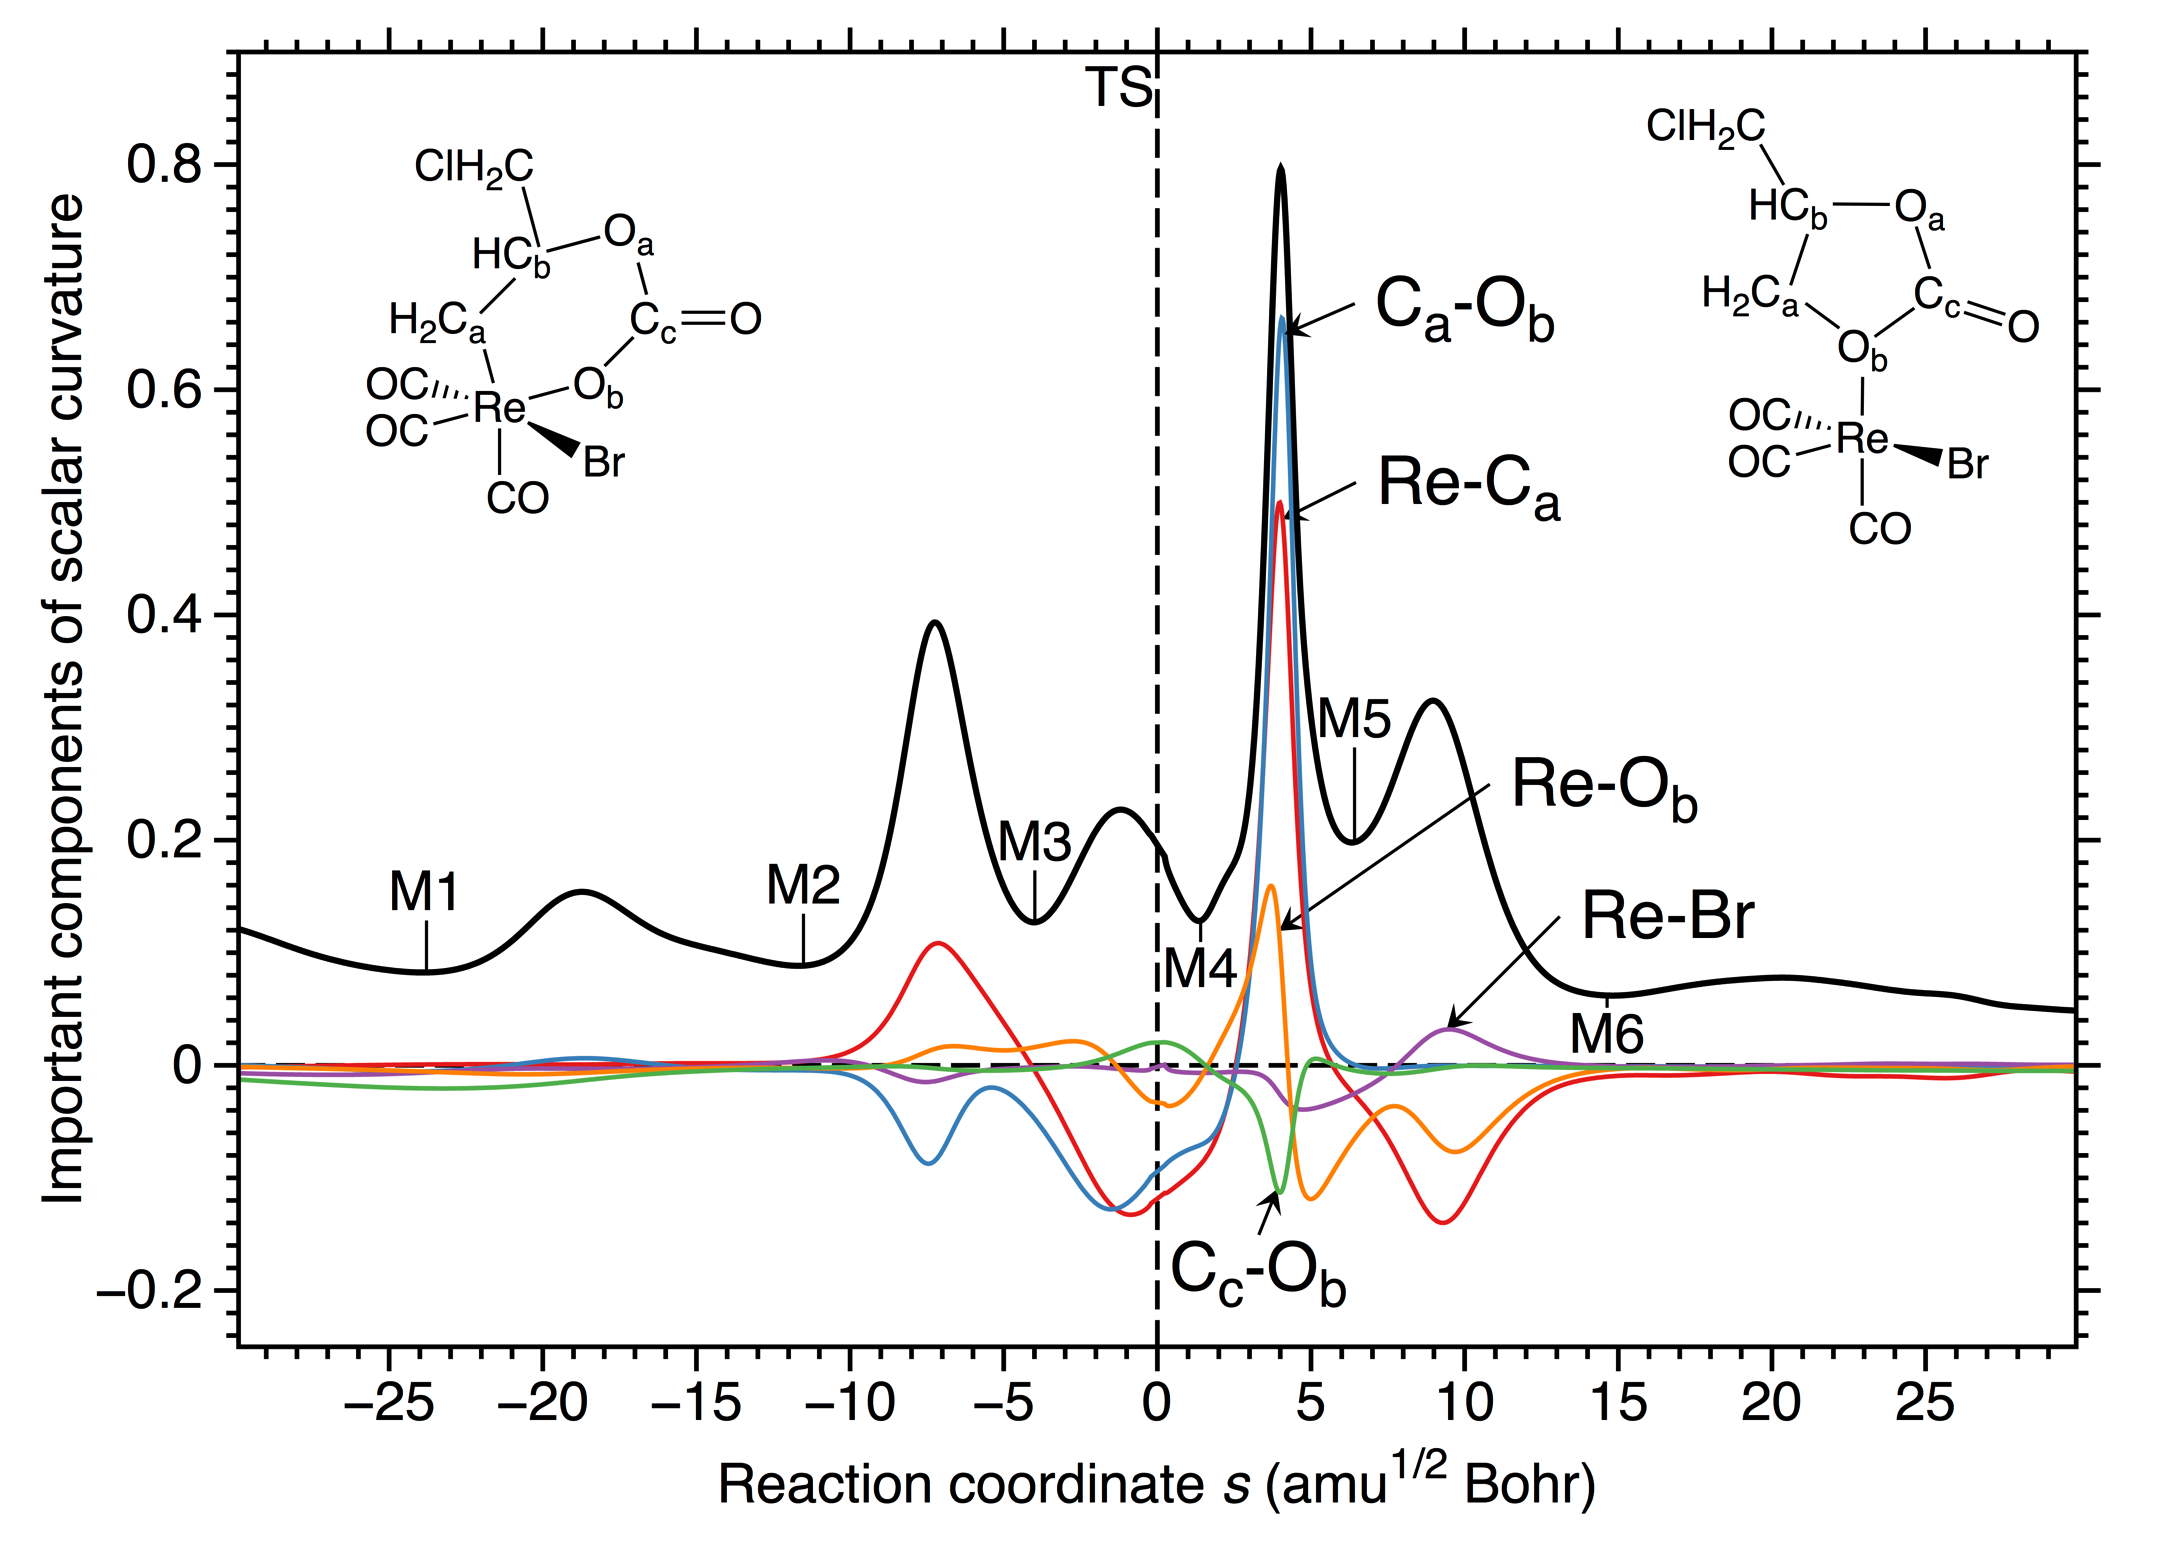 Important components of scalar curvature
0.8
0.6
0.4
0.2
0
−0.2
TS
ClH2C
HCb
Oa
H2Ca
Cc
O
OC
OC
Re
Ob
Br
CO
ClH2C
HCb
Oa
H2Ca
Cc
O
Ob
OC
OC
Re
Br
CO
Ca-Ob
Re-Ca
Re-Ob
Re-Br
Cc-Ob
M1
M2
M3
M4
M5
M6
−25 −20 −15 −10 −5 0 5 10 15 20 25
Reaction coordinate s (amu1/2 Bohr)